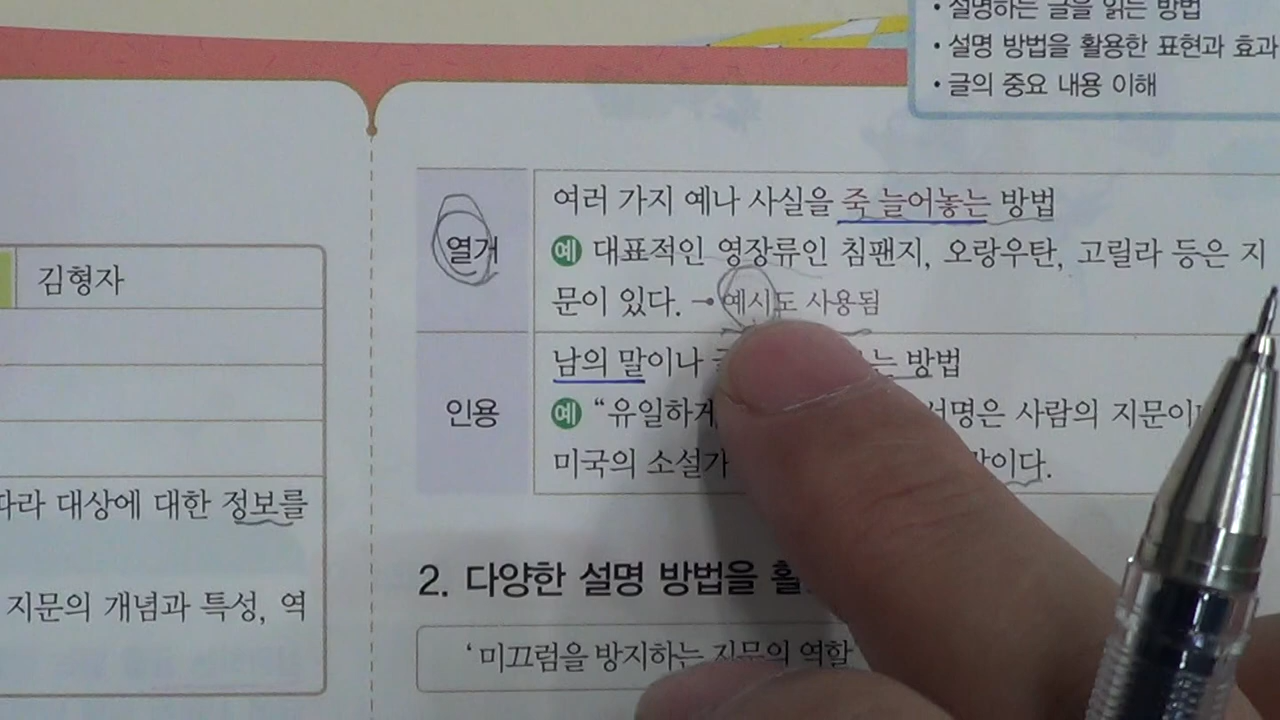 • 설명하는 글을 읽는 방법
• 설명 방법을 활용한 표현과 효과
• 글의 중요 내용 이해
김형자
따라 대상에 대한 정보를
지문의 개념과 특성, 역
열거
여러 가지 예나 사실을 죽 늘어놓는 방법
예 대표적인 영장류인 침팬지, 오랑우탄, 고릴라 등은 지
문이 있다. → 예시도 사용됨
인용
남의 말이나 는 방법
예 “유일하게 서명은 사람의 지문이
미국의 소설가 말이다.
2. 다양한 설명 방법을
‘미끄럼을 방지하는 지문의 역할